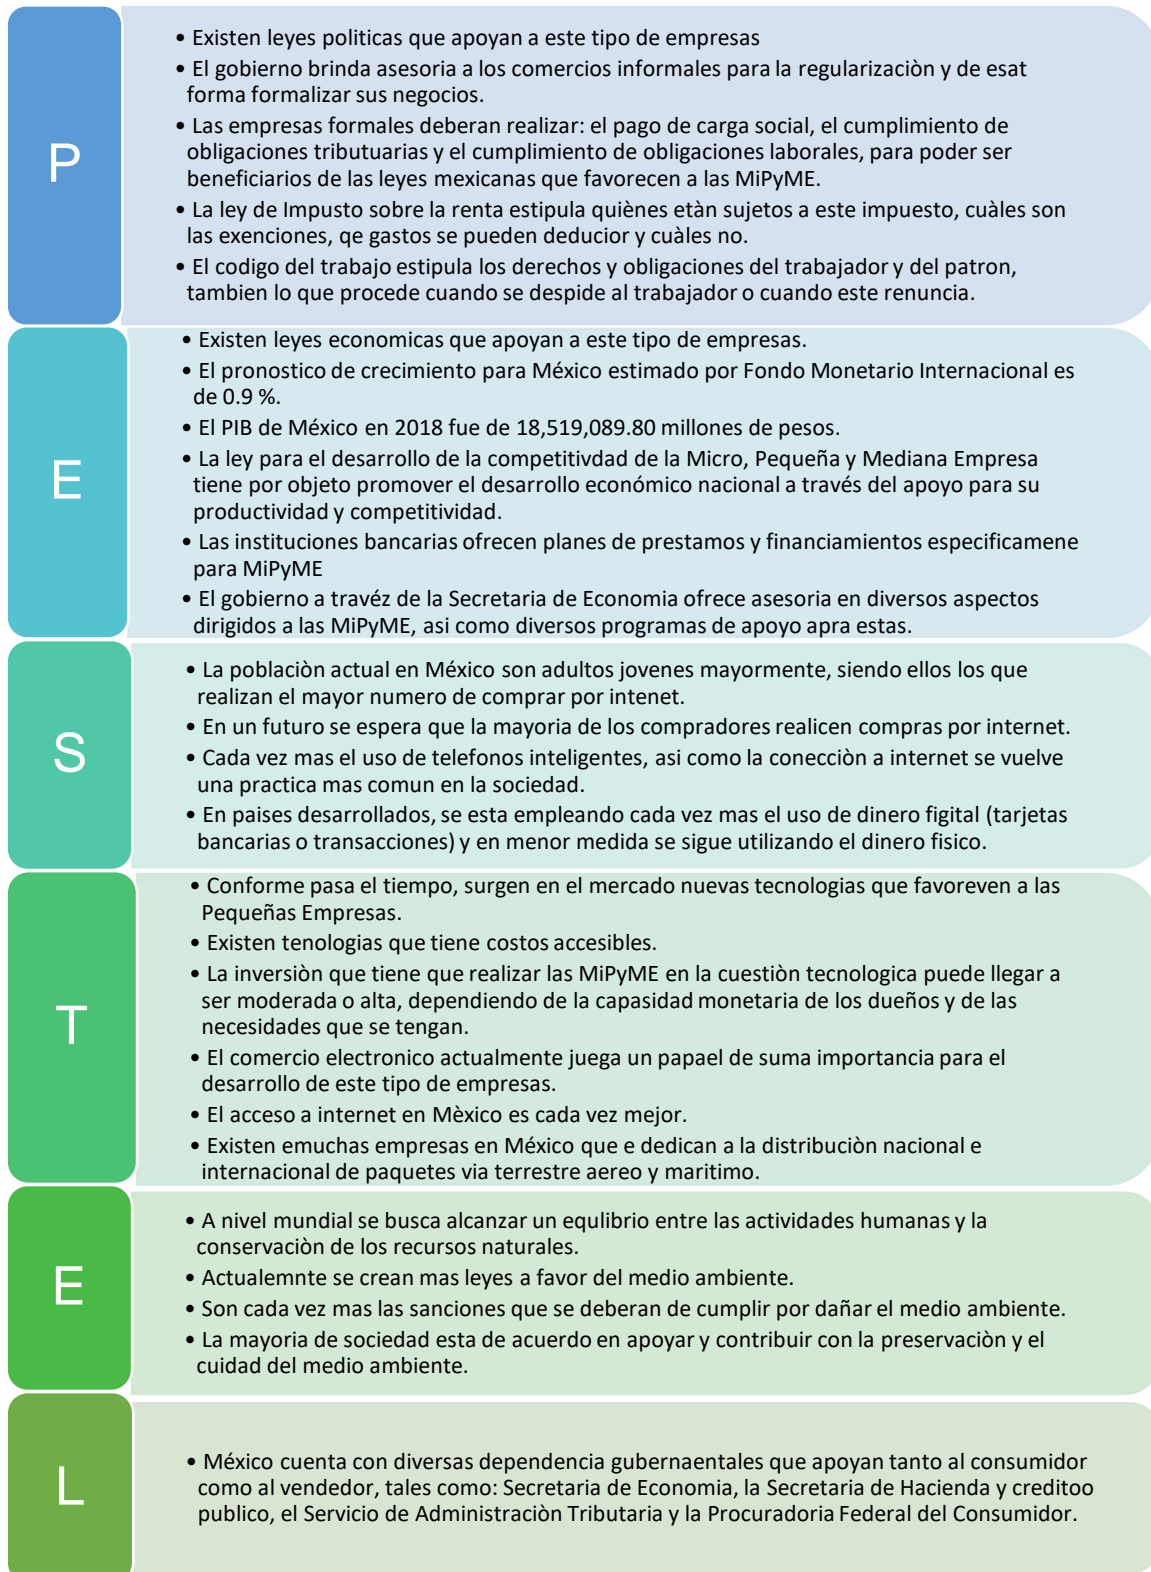 P
• Existen leyes politicas que apoyan a este tipo de empresas
• El gobierno brinda asesoria a los comercios informales para la regularizaciòn y de esat
forma formalizar sus negocios.
• Las empresas formales deberan realizar: el pago de carga social, el cumplimiento de
obligaciones tributuarias y el cumplimiento de obligaciones laborales, para poder ser
beneficiarios de las leyes mexicanas que favorecen a las MiPyME.
• La ley de Impusto sobre la renta estipula quiènes etàn sujetos a este impuesto, cuàles son
las exenciones, qe gastos se pueden deducior y cuàles no.
• El codigo del trabajo estipula los derechos y obligaciones del trabajador y del patron,
tambien lo que procede cuando se despide al trabajador o cuando este renuncia.
E
• Existen leyes economicas que apoyan a este tipo de empresas.
• El pronostico de crecimiento para México estimado por Fondo Monetario Internacional es
de 0.9 %.
• El PIB de México en 2018 fue de 18,519,089.80 millones de pesos.
• La ley para el desarrollo de la competitivdad de la Micro, Pequeña y Mediana Empresa
tiene por objeto promover el desarrollo económico nacional a través del apoyo para su
productividad y competitividad.
• Las instituciones bancarias ofrecen planes de prestamos y financiamientos especificamene
para MiPyME
• El gobierno a travéz de la Secretaria de Economia ofrece asesoria en diversos aspectos
dirigidos a las MiPyME, asi como diversos programas de apoyo apra estas.
S
• La poblaciòn actual en México son adultos jovenes mayormente, siendo ellos los que
realizan el mayor numero de comprar por intenet.
• En un futuro se espera que la mayoria de los compradores realicen compras por internet.
• Cada vez mas el uso de telefonos inteligentes, asi como la conecciòn a internet se vuelve
una practica mas comun en la sociedad.
• En paises desarrollados, se esta empleando cada vez mas el uso de dinero figital (tarjetas
bancarias o transacciones) y en menor medida se sigue utilizando el dinero fisico.
T
• Conforme pasa el tiempo, surgen en el mercado nuevas tecnologias que favoreven a las
Pequeñas Empresas.
• Existen tenologias que tiene costos accesibles.
• La inversiòn que tiene que realizar las MiPyME en la cuestiòn tecnologica puede llegar a
ser moderada o alta, dependiendo de la capasidad monetaria de los dueños y de las
necesidades que se tengan.
• El comercio electronico actualmente juega un papael de suma importancia para el
desarrollo de este tipo de empresas.
• El acceso a internet en Mèxico es cada vez mejor.
• Existen emuchas empresas en México que e dedican a la distribuciòn nacional e
internacional de paquetes via terrestre aereo y maritimo.
E
• A nivel mundial se busca alcanzar un equlibrio entre las actividades humanas y la
conservaciòn de los recursos naturales.
• Actualemnte se crean mas leyes a favor del medio ambiente.
• Son cada vez mas las sanciones que se deberan de cumplir por dañar el medio ambiente.
• La mayoria de sociedad esta de acuerdo en apoyar y contribuir con la preservaciòn y el
cuidad del medio ambiente.
L
• México cuenta con diversas dependencia gubernaentales que apoyan tanto al consumidor
como al vendedor, tales como: Secretaria de Economia, la Secretaria de Hacienda y creditoo
publico, el Servicio de Administraciòn Tributaria y la Procuradoria Federal del Consumidor.